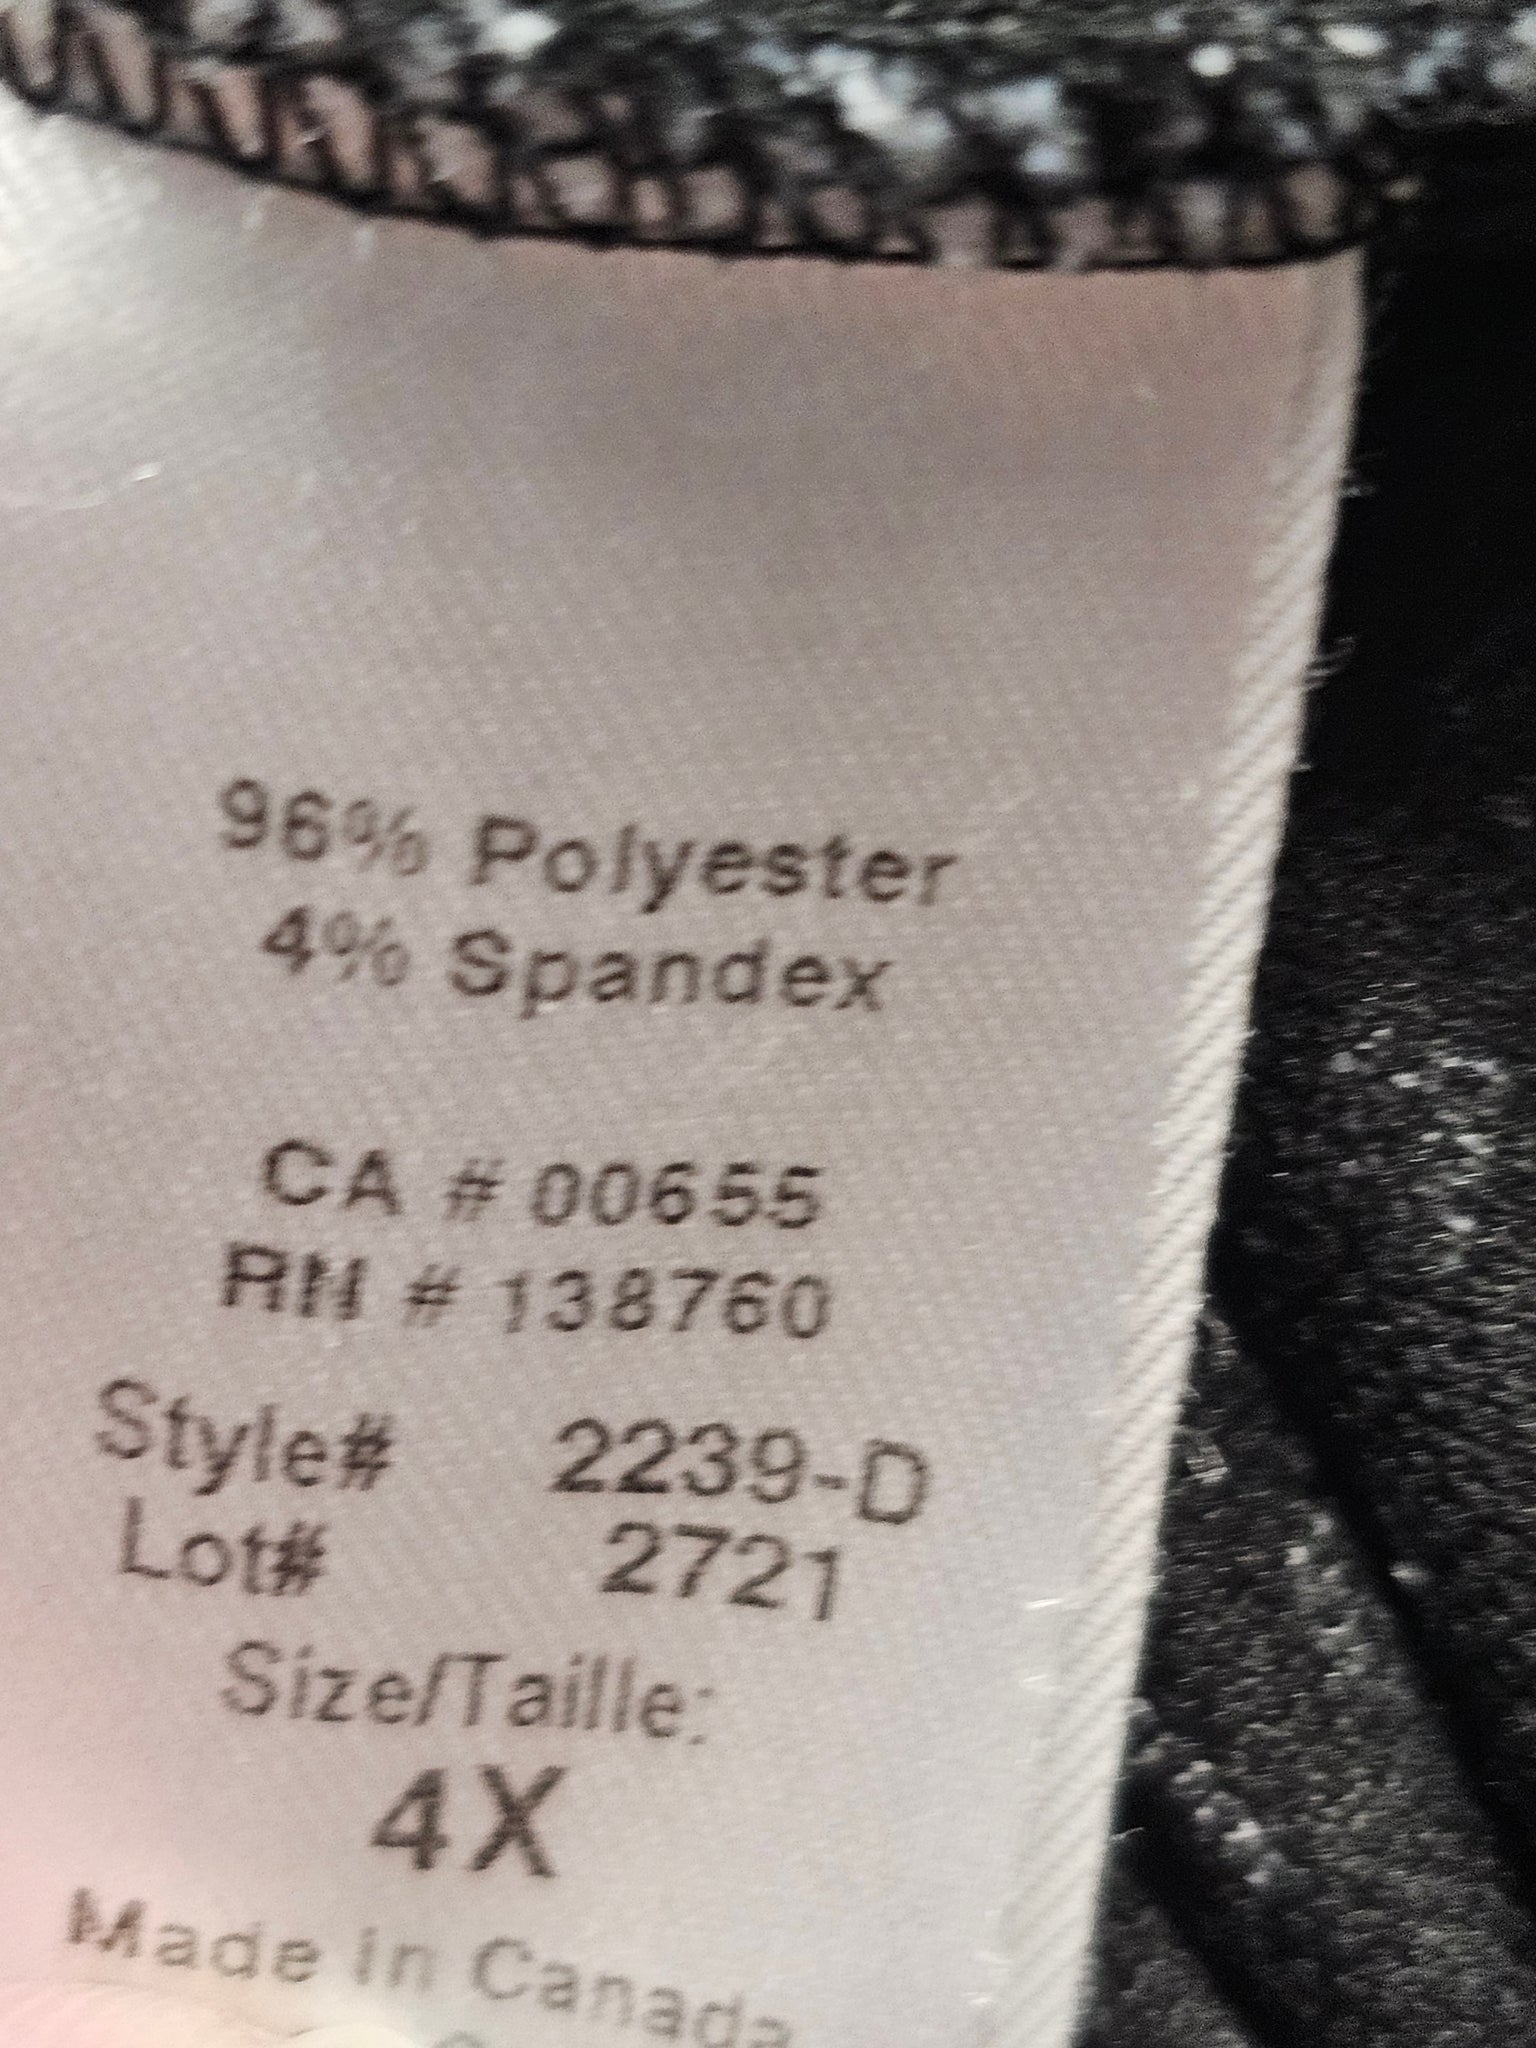 96% Polyester
4% Spandex
CA # 00655
RN # 138760
Style# 2239-D
Lot# 2721
Size/Taille:
4X
Made in Canada